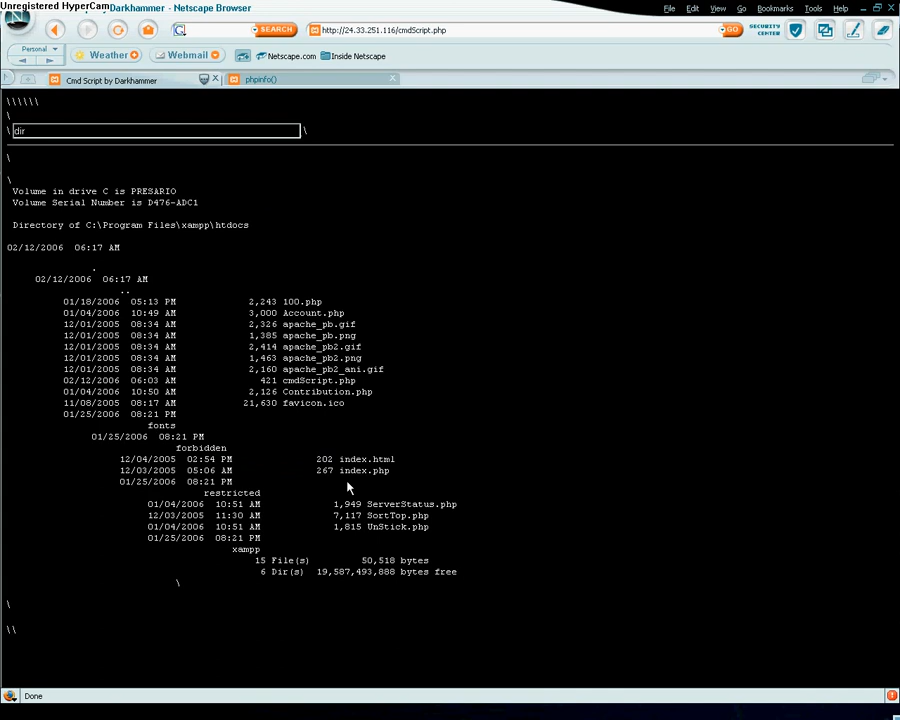 Unregistered HyperCam
Darkhammer - Netscape Browser
File Edit View Go Bookmarks Tools Help
SEARCH http://24.33.251.116/cmdScript.php GO SECURITY CENTER
Personal Weather Webmail Netscape.com Inside Netscape
Cmd Script by Darkhammer X phpinfo() X
\\\\\\
\
\ dir \
\
\
Volume in drive C is PRESARIO
Volume Serial Number is D476-ADC1
Directory of C:\Program Files\xampp\htdocs
02/12/2006 06:17 AM
.
02/12/2006 06:17 AM
..
01/18/2006 05:13 PM 2,243 100.php
01/04/2006 10:49 AM 3,000 Account.php
12/01/2005 08:34 AM 2,326 apache_pb.gif
12/01/2005 08:34 AM 1,385 apache_pb.png
12/01/2005 08:34 AM 2,414 apache_pb2.gif
12/01/2005 08:34 AM 1,463 apache_pb2.png
12/01/2005 08:34 AM 2,160 apache_pb2_ani.gif
02/12/2006 06:03 AM 421 cmdScript.php
01/04/2006 10:50 AM 2,126 Contribution.php
11/08/2005 08:17 AM 21,630 favicon.ico
01/25/2006 08:21 PM
fonts
01/25/2006 08:21 PM
forbidden
12/04/2005 02:54 PM 202 index.html
12/03/2005 05:06 AM 267 index.php
01/25/2006 08:21 PM
restricted
01/04/2006 10:51 AM 1,949 ServerStatus.php
12/03/2005 11:30 AM 7,117 SortTop.php
01/04/2006 10:51 AM 1,815 UnStick.php
01/25/2006 08:21 PM
xampp
15 File(s) 50,518 bytes
6 Dir(s) 19,587,493,888 bytes free
\
\
\\
Done